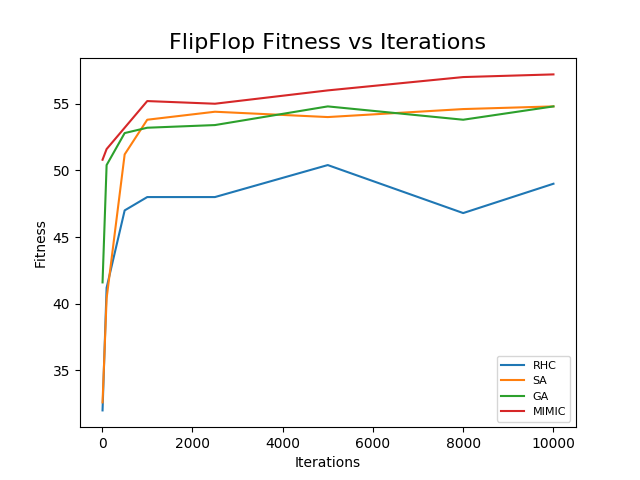 FlipFlop Fitness vs Iterations
55
50
45
40
35
Fitness
0 2000 4000 6000 8000 10000
Iterations
RHC
SA
GA
MIMIC